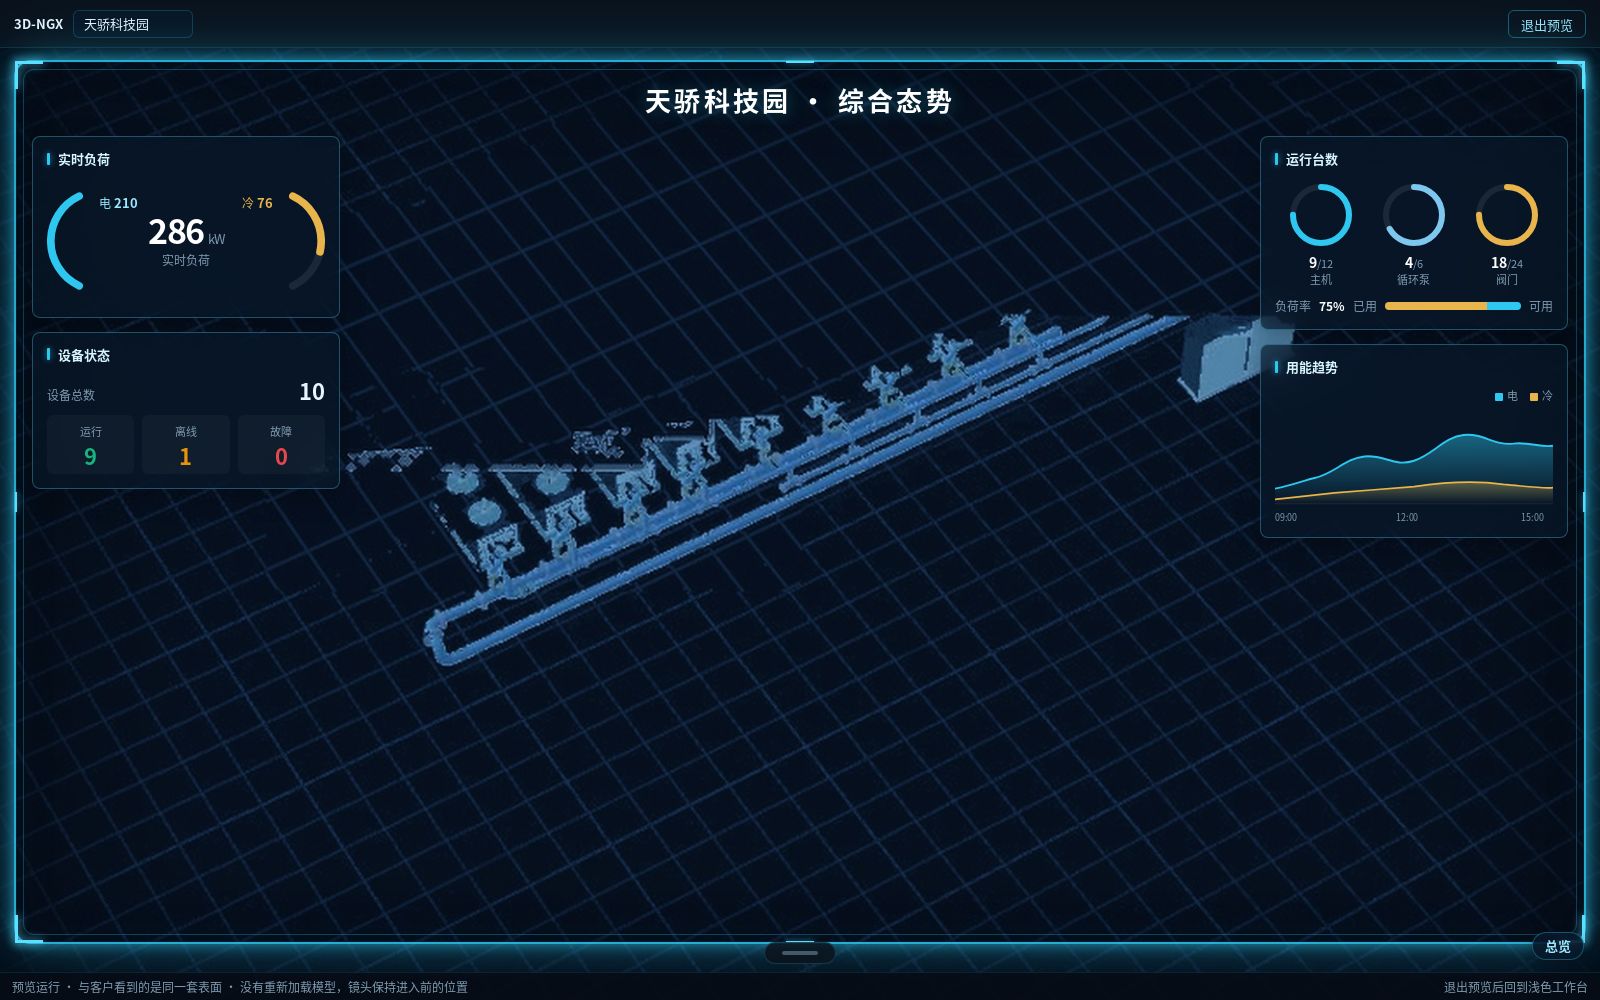 3D-NGX 天骄科技园 退出预览
天骄科技园 · 综合态势
实时负荷
电 210 冷 76
286 kW
实时负荷
设备状态
设备总数 10
运行 离线 故障
9 1 0
运行台数
9/12 4/6 18/24
主机 循环泵 阀门
负荷率 75% 已用 可用
用能趋势
电 冷
09:00 12:00 15:00
总览
预览运行 · 与客户看到的是同一套表面 · 没有重新加载模型，镜头保持进入前的位置
退出预览后回到浅色工作台